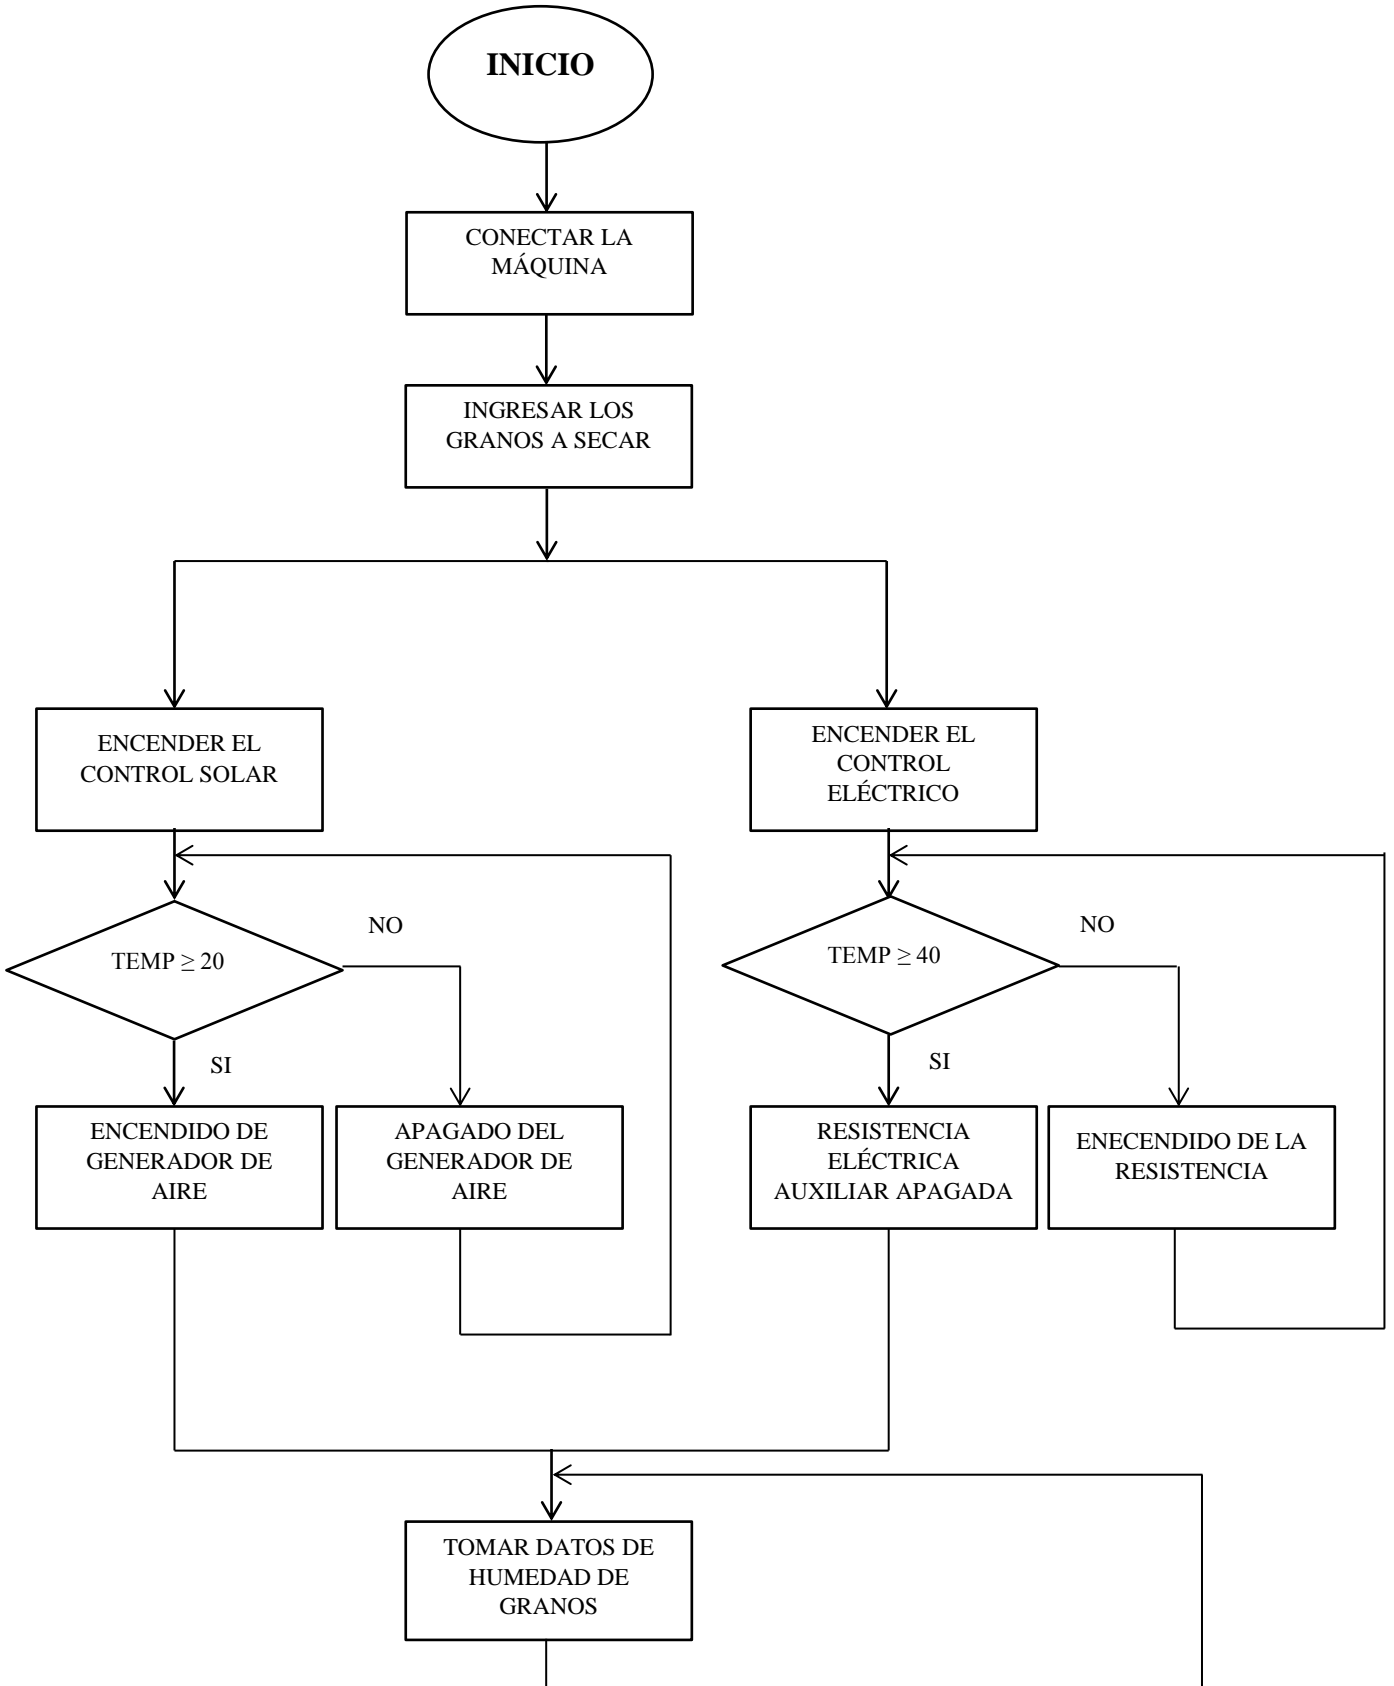 INICIO
CONECTAR LA
MÁQUINA
INGRESAR LOS
GRANOS A SECAR
ENCENDER EL
CONTROL SOLAR
ENCENDER EL
CONTROL
ELÉCTRICO
TEMP ≥ 20
NO
SI
TEMP ≥ 40
NO
SI
ENCENDIDO DE
GENERADOR DE
AIRE
APAGADO DEL
GENERADOR DE
AIRE
RESISTENCIA
ELÉCTRICA
AUXILIAR APAGADA
ENECENDIDO DE LA
RESISTENCIA
TOMAR DATOS DE
HUMEDAD DE
GRANOS